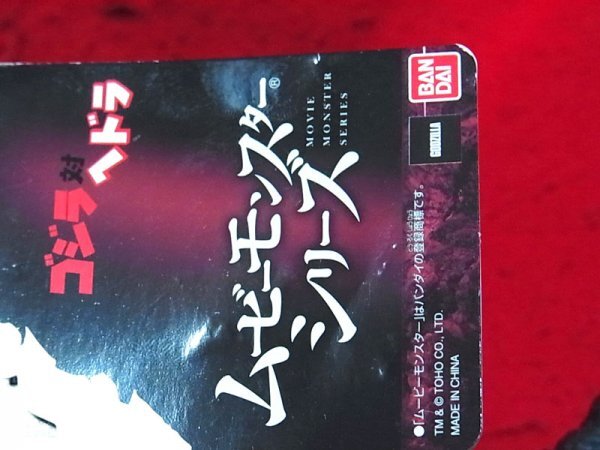 ゴジラ対ヘドラ
ムービーモンスター®
シリーズ
MOVIE
MONSTER
SERIES
BAN
DAI
GODZILLA
●「ムービーモンスター」はバンダイの登録商標です。
TM & © TOHO CO., LTD.
MADE IN CHINA